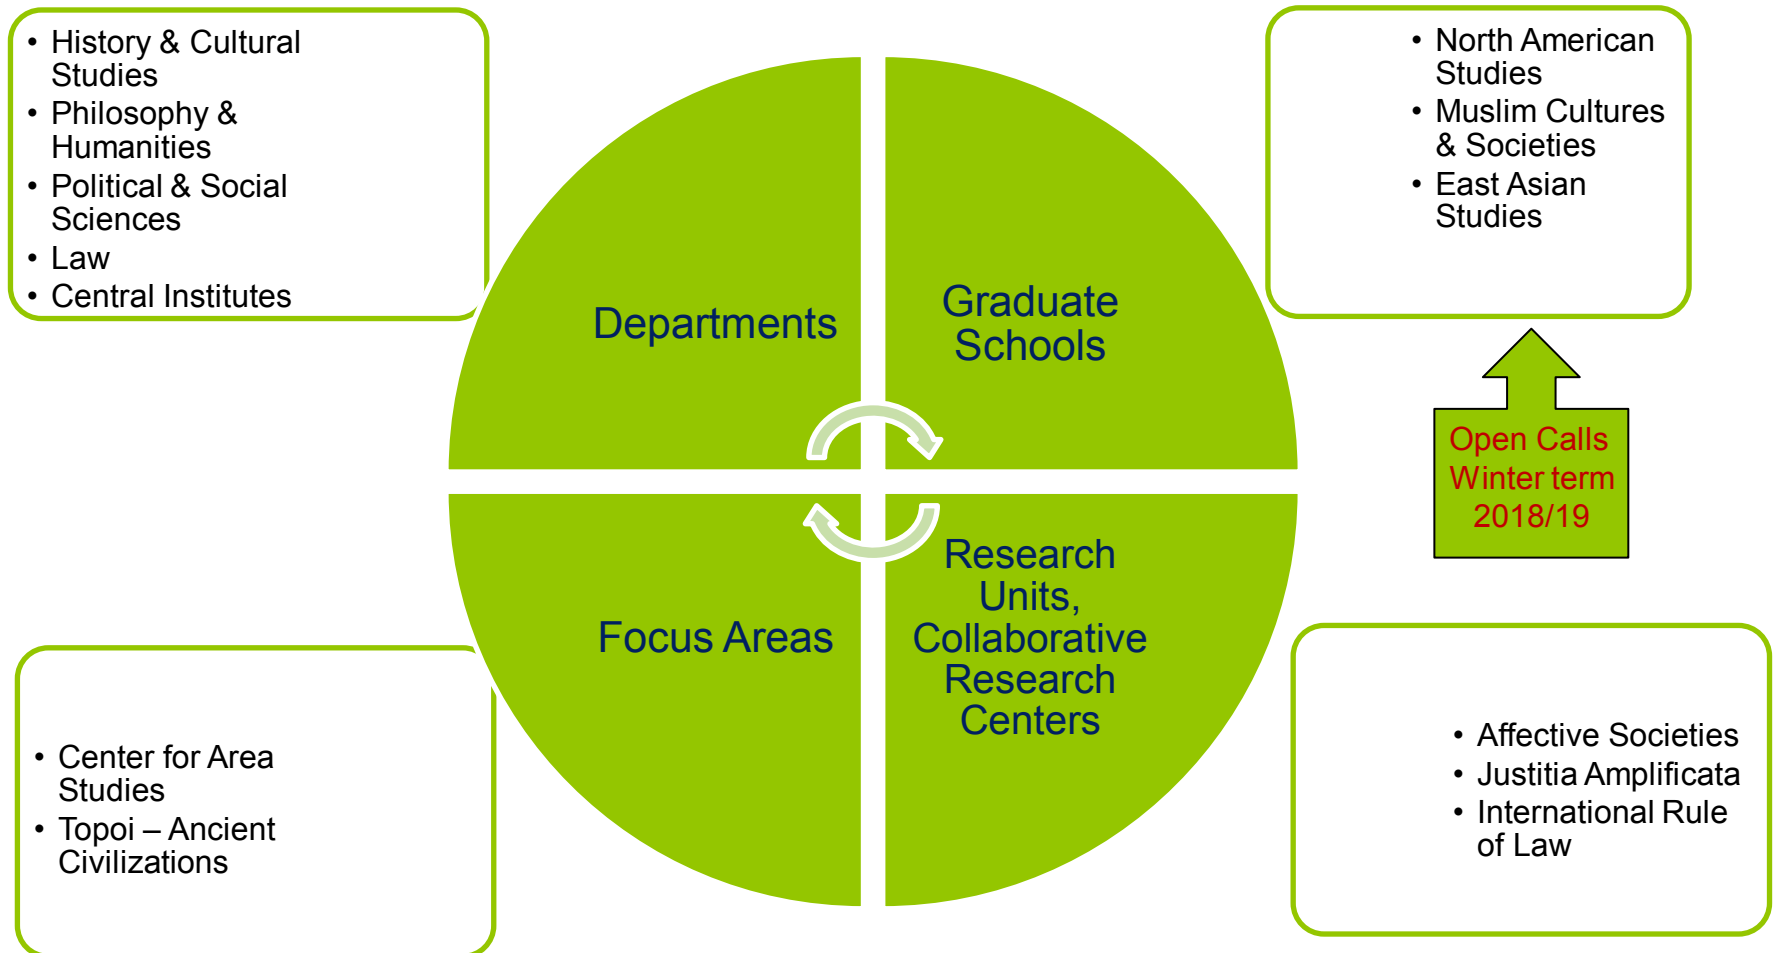 • History & Cultural
Studies
• Philosophy &
Humanities
• Political & Social
Sciences
• Law
• Central Institutes
Departments
Graduate
Schools
• North American
Studies
• Muslim Cultures
& Societies
• East Asian
Studies
Open Calls
Winter term
2018/19
Focus Areas
Research
Units,
Collaborative
Research
Centers
• Center for Area
Studies
• Topoi – Ancient
Civilizations
• Affective Societies
• Justitia Amplificata
• International Rule
of Law